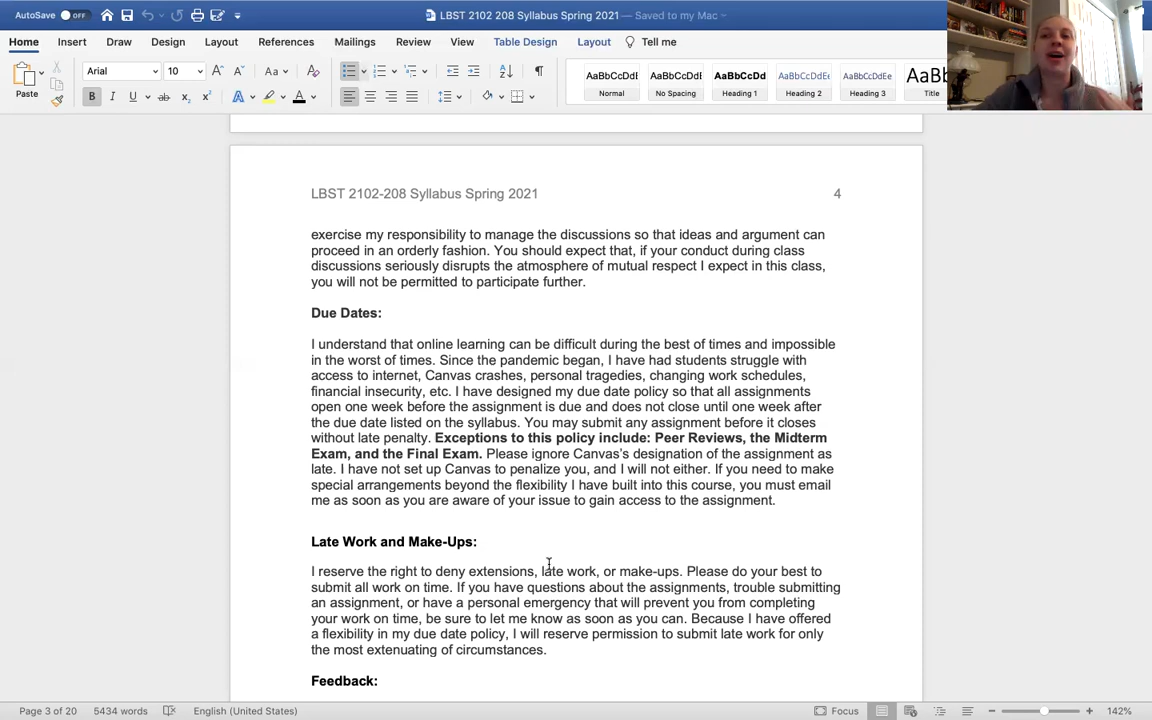 AutoSave OFF LBST 2102 208 Syllabus Spring 2021 — Saved to my Mac
Home Insert Draw Design Layout References Mailings Review View Table Design Layout Tell me
Paste Arial 10 Aa
AaBbCcDdEe AaBbCcDdEe AaBbCcDd AaBbCcDdEe AaBbCcDdEe AaBb
B I U ab x₂ x² A A
Normal No Spacing Heading 1 Heading 2 Heading 3 Title
LBST 2102-208 Syllabus Spring 2021 4
exercise my responsibility to manage the discussions so that ideas and argument can
proceed in an orderly fashion. You should expect that, if your conduct during class
discussions seriously disrupts the atmosphere of mutual respect I expect in this class,
you will not be permitted to participate further.
Due Dates:
I understand that online learning can be difficult during the best of times and impossible
in the worst of times. Since the pandemic began, I have had students struggle with
access to internet, Canvas crashes, personal tragedies, changing work schedules,
financial insecurity, etc. I have designed my due date policy so that all assignments
open one week before the assignment is due and does not close until one week after
the due date listed on the syllabus. You may submit any assignment before it closes
without late penalty. Exceptions to this policy include: Peer Reviews, the Midterm
Exam, and the Final Exam. Please ignore Canvas's designation of the assignment as
late. I have not set up Canvas to penalize you, and I will not either. If you need to make
special arrangements beyond the flexibility I have built into this course, you must email
me as soon as you are aware of your issue to gain access to the assignment.
Late Work and Make-Ups:
I reserve the right to deny extensions, late work, or make-ups. Please do your best to
submit all work on time. If you have questions about the assignments, trouble submitting
an assignment, or have a personal emergency that will prevent you from completing
your work on time, be sure to let me know as soon as you can. Because I have offered
a flexibility in my due date policy, I will reserve permission to submit late work for only
the most extenuating of circumstances.
Feedback:
Page 3 of 20 5434 words English (United States) Focus 142%